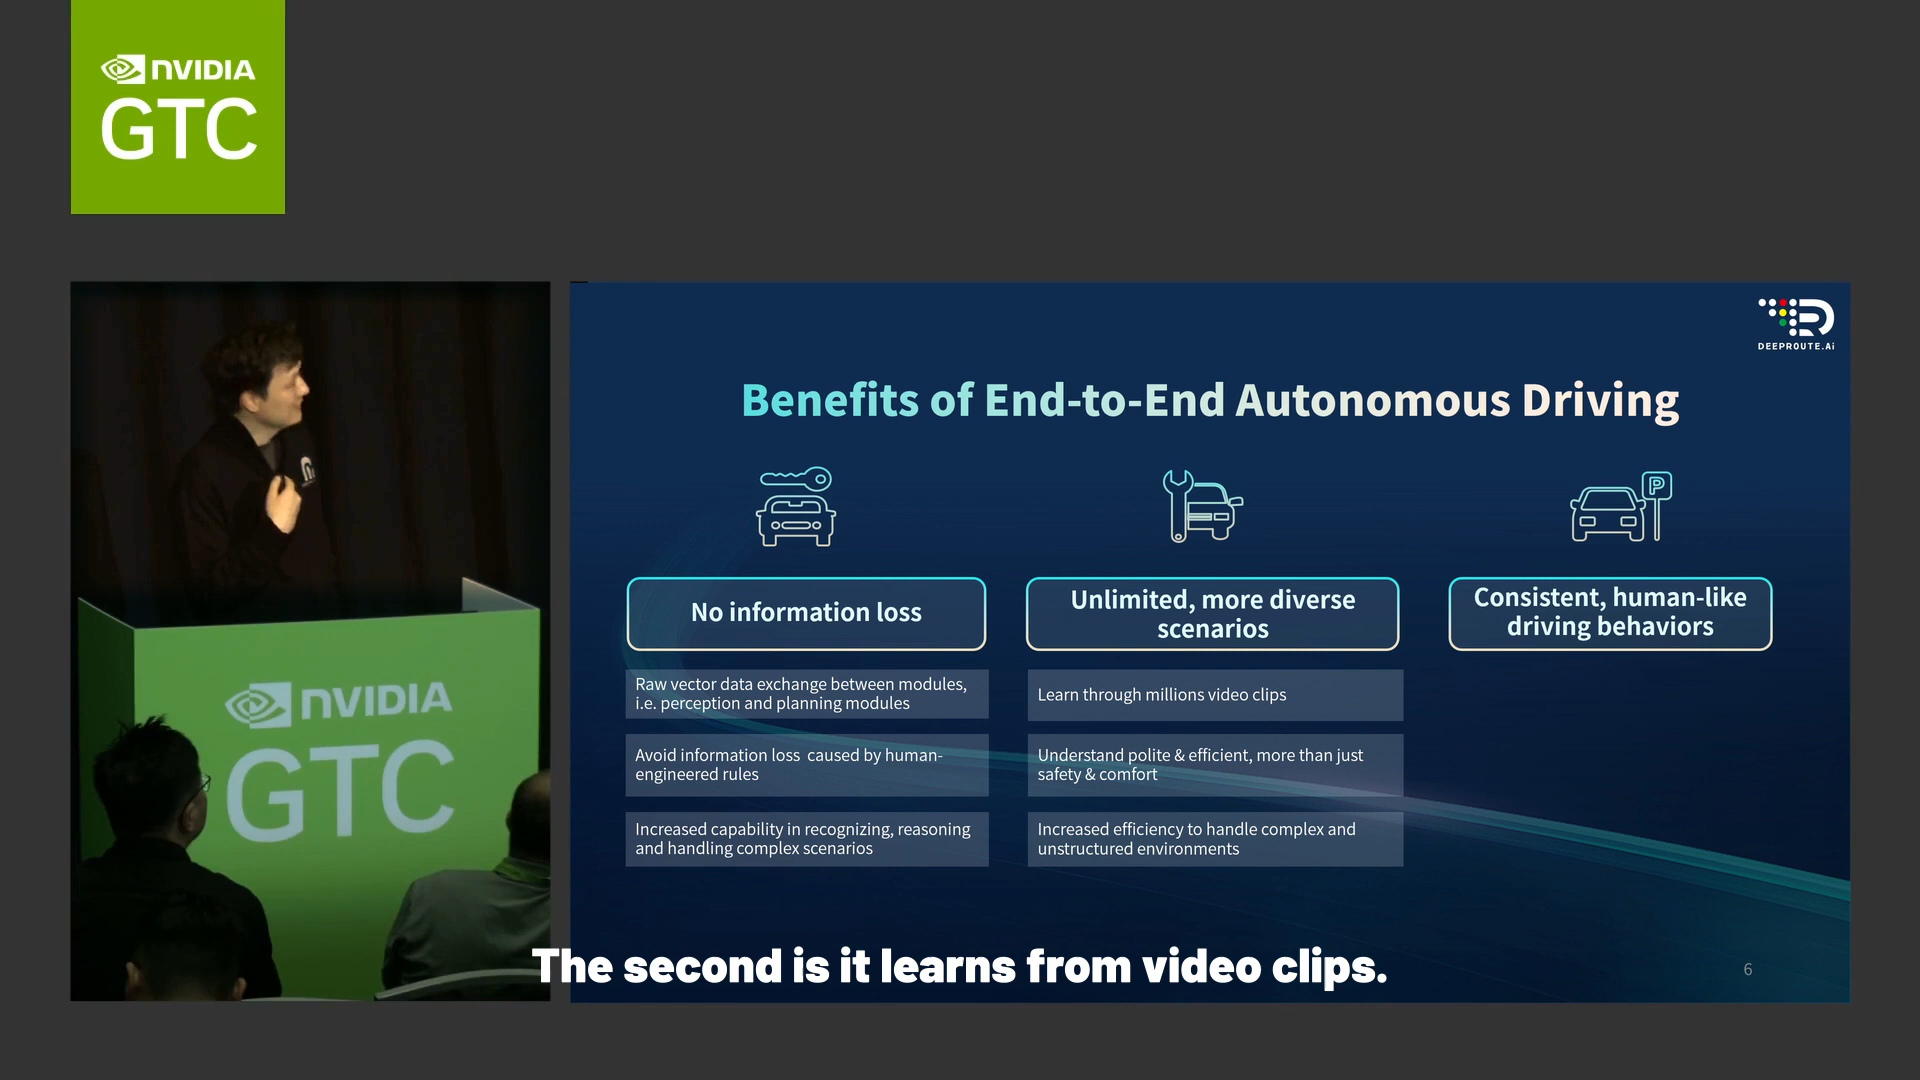 NVIDIA
GTC
DEEPROUTE.Ai
Benefits of End-to-End Autonomous Driving
P
No information loss
Raw vector data exchange between modules,
i.e. perception and planning modules
Avoid information loss  caused by human-
engineered rules
Increased capability in recognizing, reasoning
and handling complex scenarios
Unlimited, more diverse
scenarios
Learn through millions video clips
Understand polite & efficient, more than just
safety & comfort
Increased efficiency to handle complex and
unstructured environments
Consistent, human-like
driving behaviors
NVIDIA
GTC
The second is it learns from video clips.
6